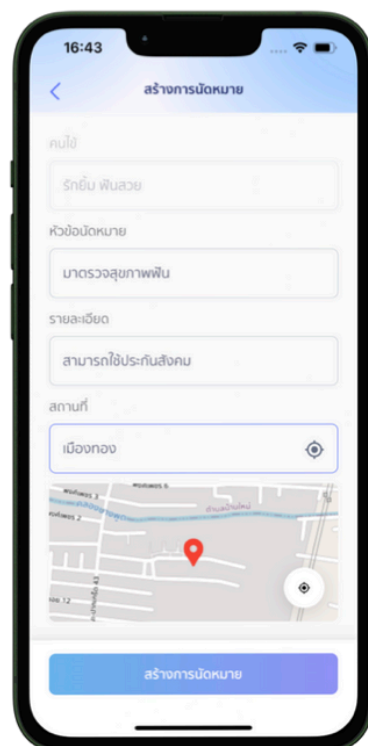 16:43
สร้างการนัดหมาย
คนไข้
รักยิ้ม ฟันสวย
หัวข้อนัดหมาย
มาตรวจสุขภาพฟัน
รายละเอียด
สามารถใช้ประกันสังคม
สถานที่
เมืองทอง
สร้างการนัดหมาย